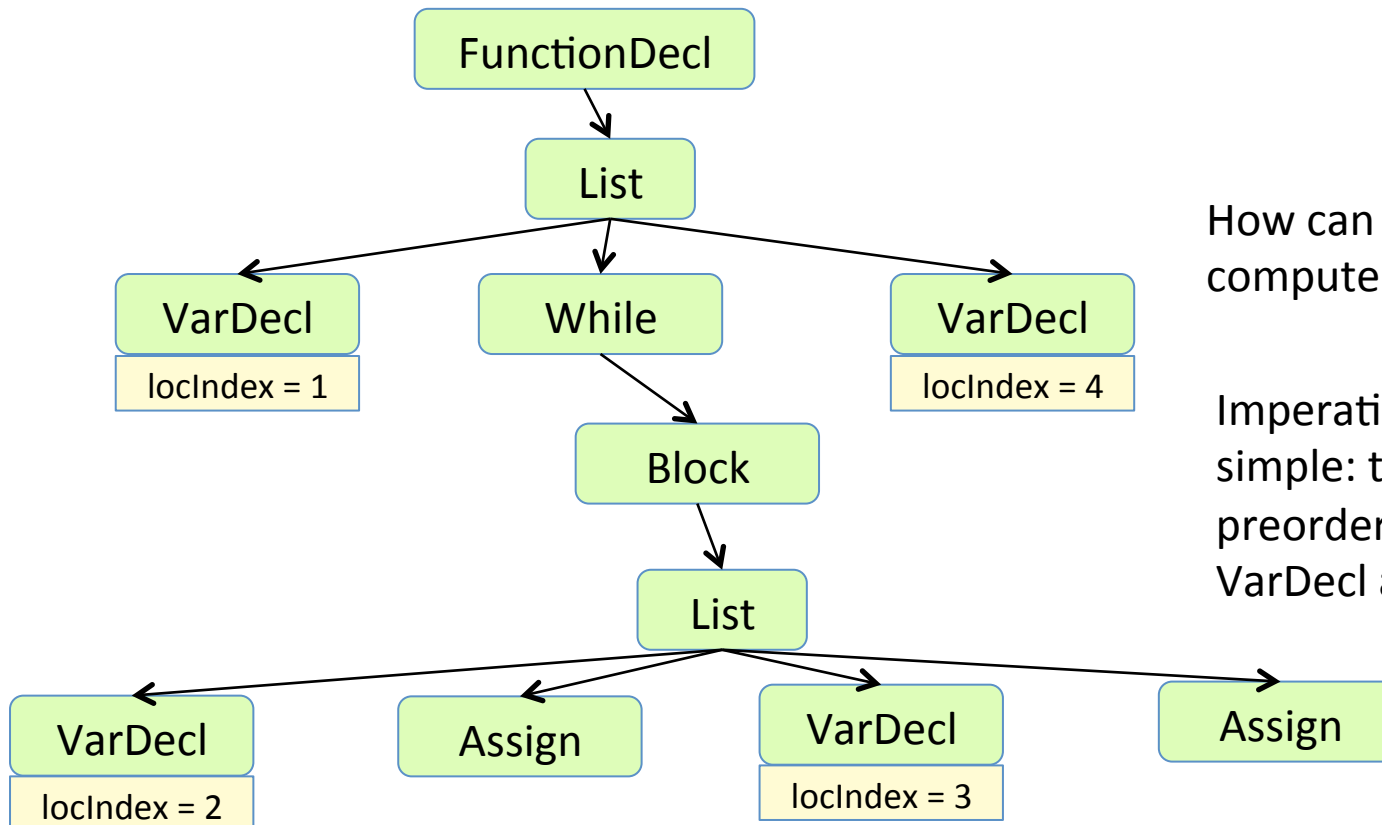 FunctionDecl
List
VarDecl
locIndex = 1
While
VarDecl
locIndex = 4
Block
List
VarDecl
locIndex = 2
Assign
VarDecl
locIndex = 3
Assign
How can
compute
Imperati
simple: t
preorder
VarDecl a